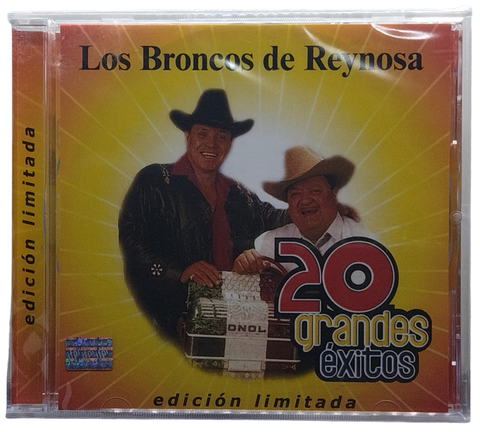 Los Broncos de Reynosa
20
grandes
éxitos
edición limitada
edición limitada